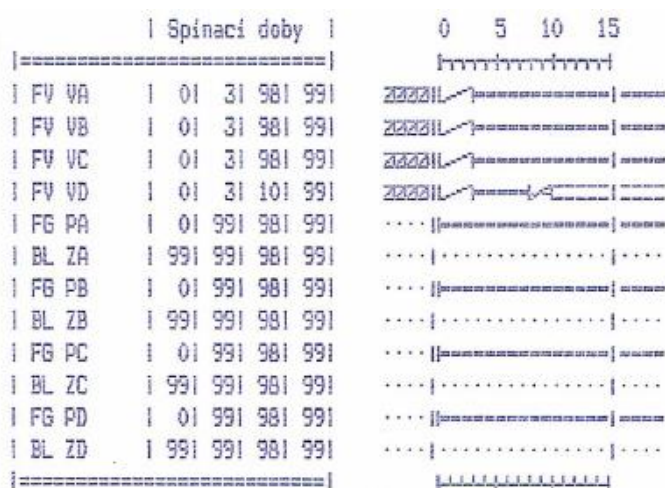 | Spínací doby | 0 5 10 15
|===========================|
| FV VA | 0| 3| 98| 99|
| FV VB | 0| 3| 98| 99|
| FV VC | 0| 3| 98| 99|
| FV VD | 0| 3| 10| 99|
| FG PA | 0| 99| 98| 99|
| BL ZA | 99| 99| 98| 99|
| FG PB | 0| 99| 98| 99|
| BL ZB | 99| 99| 98| 99|
| FG PC | 0| 99| 98| 99|
| BL ZC | 99| 99| 98| 99|
| FG PD | 0| 99| 98| 99|
| BL ZD | 99| 99| 98| 99|
|===========================|